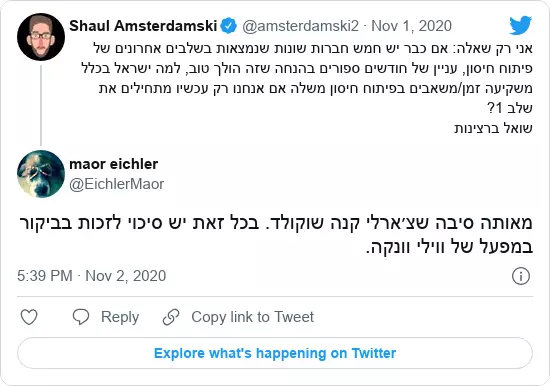 Shaul Amsterdamski @amsterdamski2 · Nov 1, 2020
אני רק שאלה: אם כבר יש חמש חברות שונות שנמצאות בשלבים אחרונים של
פיתוח חיסון, עניין של חודשים ספורים בהנחה שזה הולך טוב, למה ישראל בכלל
משקיעה זמן/משאבים בפיתוח חיסון משלה אם אנחנו רק עכשיו מתחילים את
שלב 1?
שואל ברצינות
maor eichler
@EichlerMaor
מאותה סיבה שצ׳ארלי קנה שוקולד. בכל זאת יש סיכוי לזכות בביקור
במפעל של ווילי וונקה.
5:39 PM · Nov 2, 2020
Reply Copy link to Tweet
Explore what's happening on Twitter